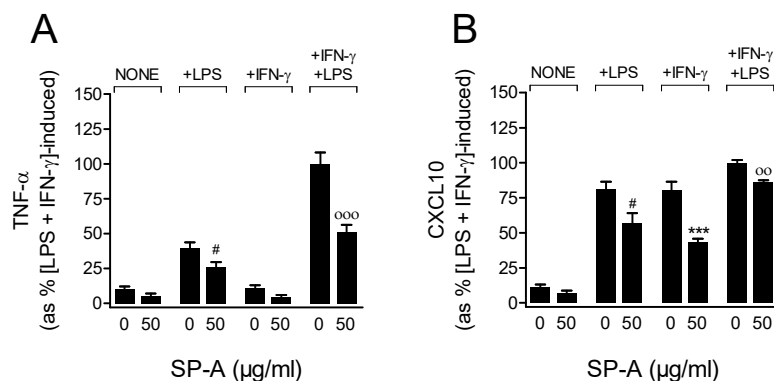 A
NONE +LPS +IFN-γ +IFN-γ
+LPS
TNF-α
(as % [LPS + IFN-γ]-induced)
150
125
100
75
50
25
0
#
ooo
0 50 0 50 0 50 0 50
SP-A (µg/ml)
B
NONE +LPS +IFN-γ +IFN-γ
+LPS
CXCL10
(as % [LPS + IFN-γ]-induced)
150
125
100
75
50
25
0
#
***
oo
0 50 0 50 0 50 0 50
SP-A (µg/ml)